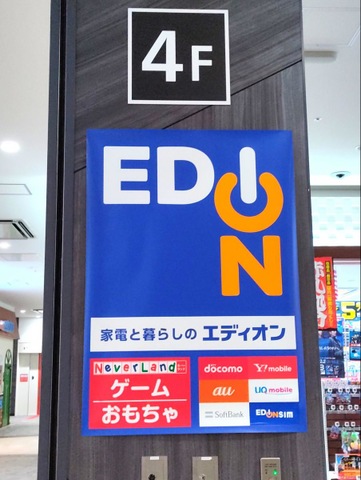 4F
EDION
家電と暮らしの エディオン
NeverLand
ゲーム
おもちゃ
döcomo Y!mobile
au UQ mobile
SoftBank EDIONSIM